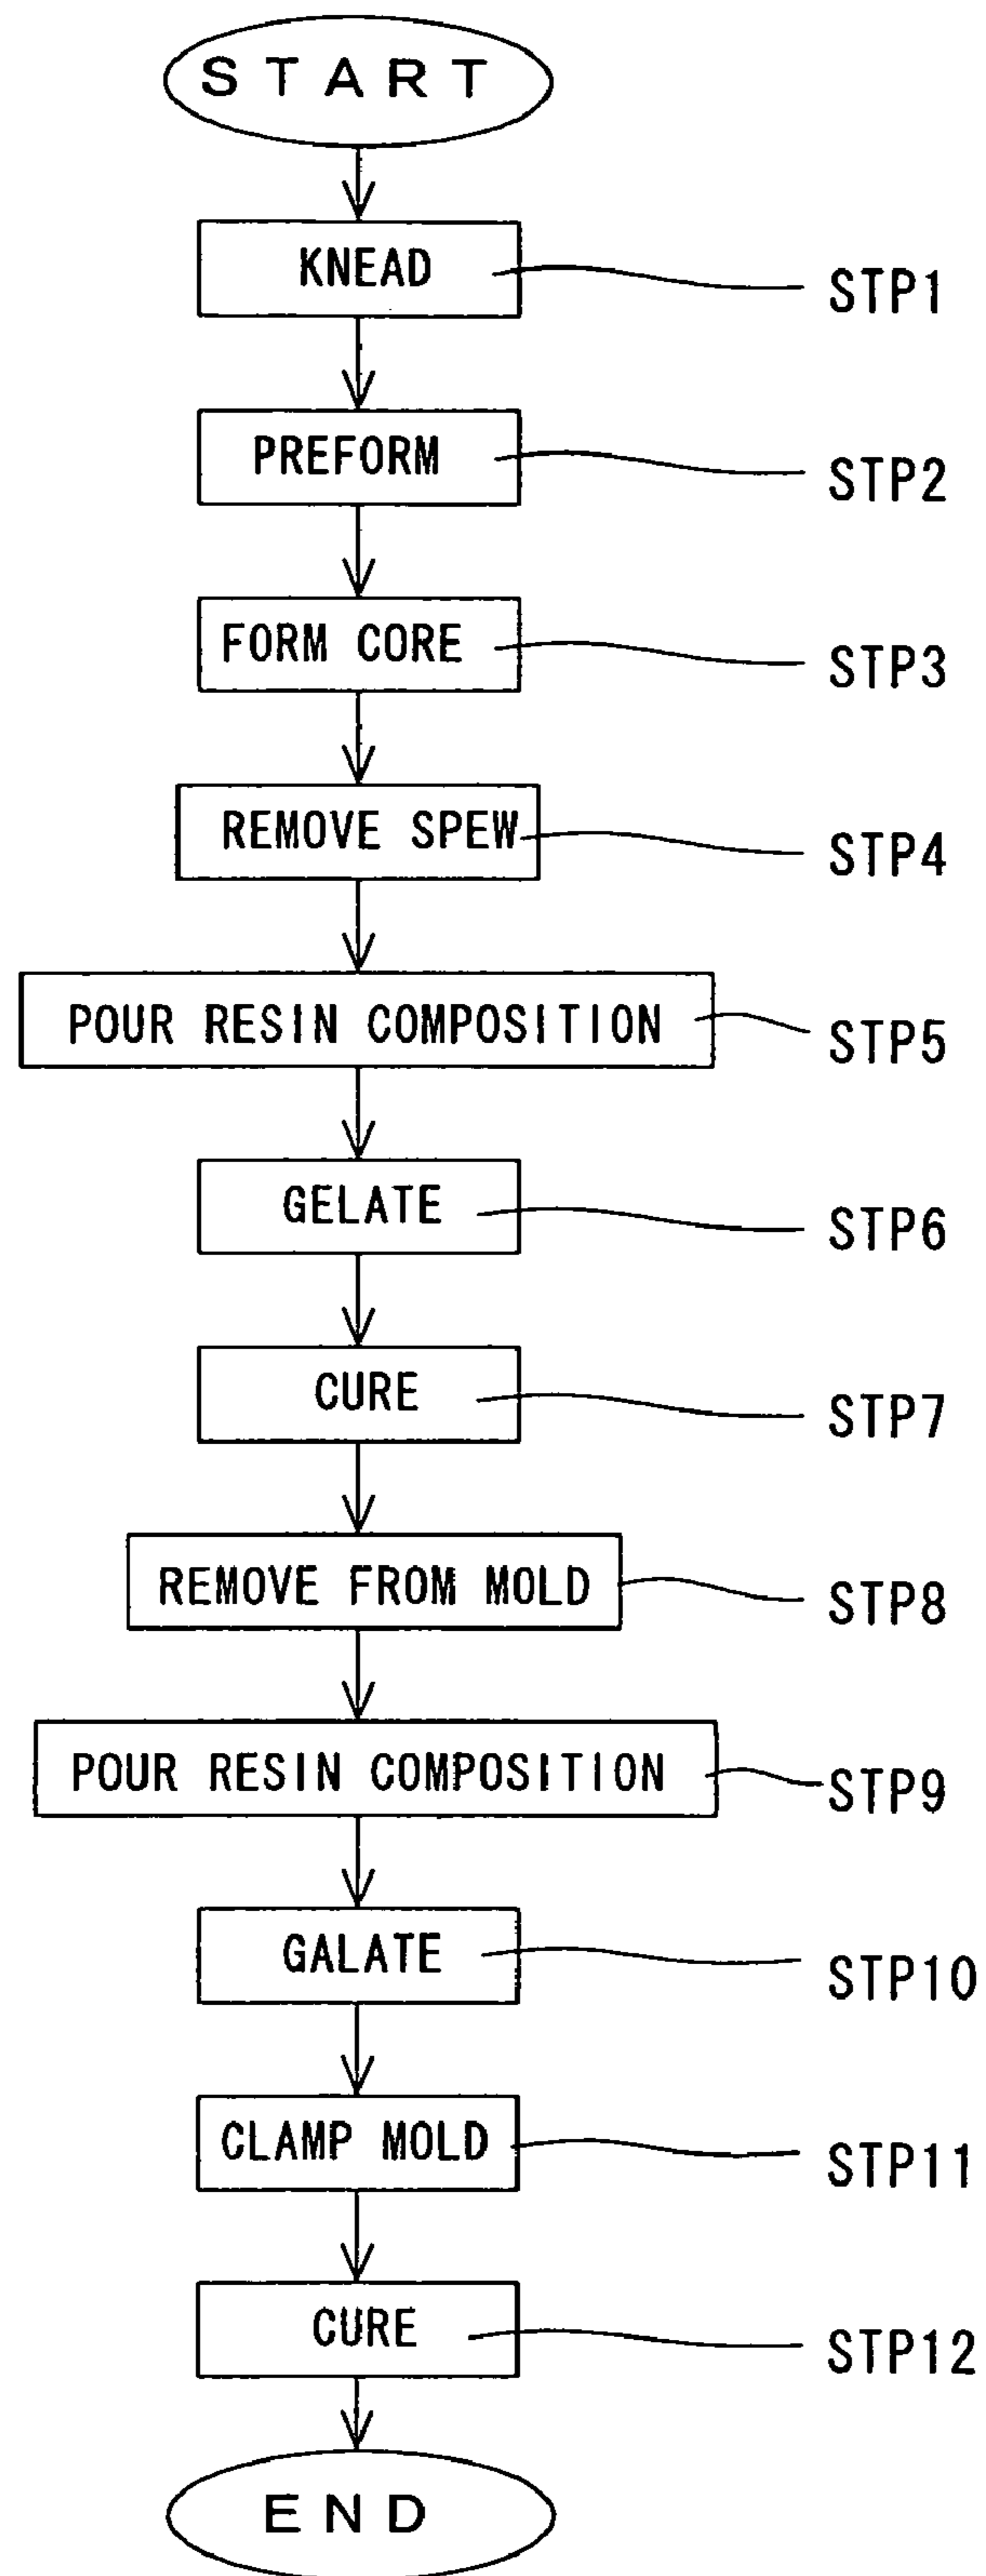 START
KNEAD
STP1
PREFORM
STP2
FORM CORE
STP3
REMOVE SPEW
STP4
POUR RESIN COMPOSITION
STP5
GELATE
STP6
CURE
STP7
REMOVE FROM MOLD
STP8
POUR RESIN COMPOSITION
STP9
GALATE
STP10
CLAMP MOLD
STP11
CURE
STP12
END